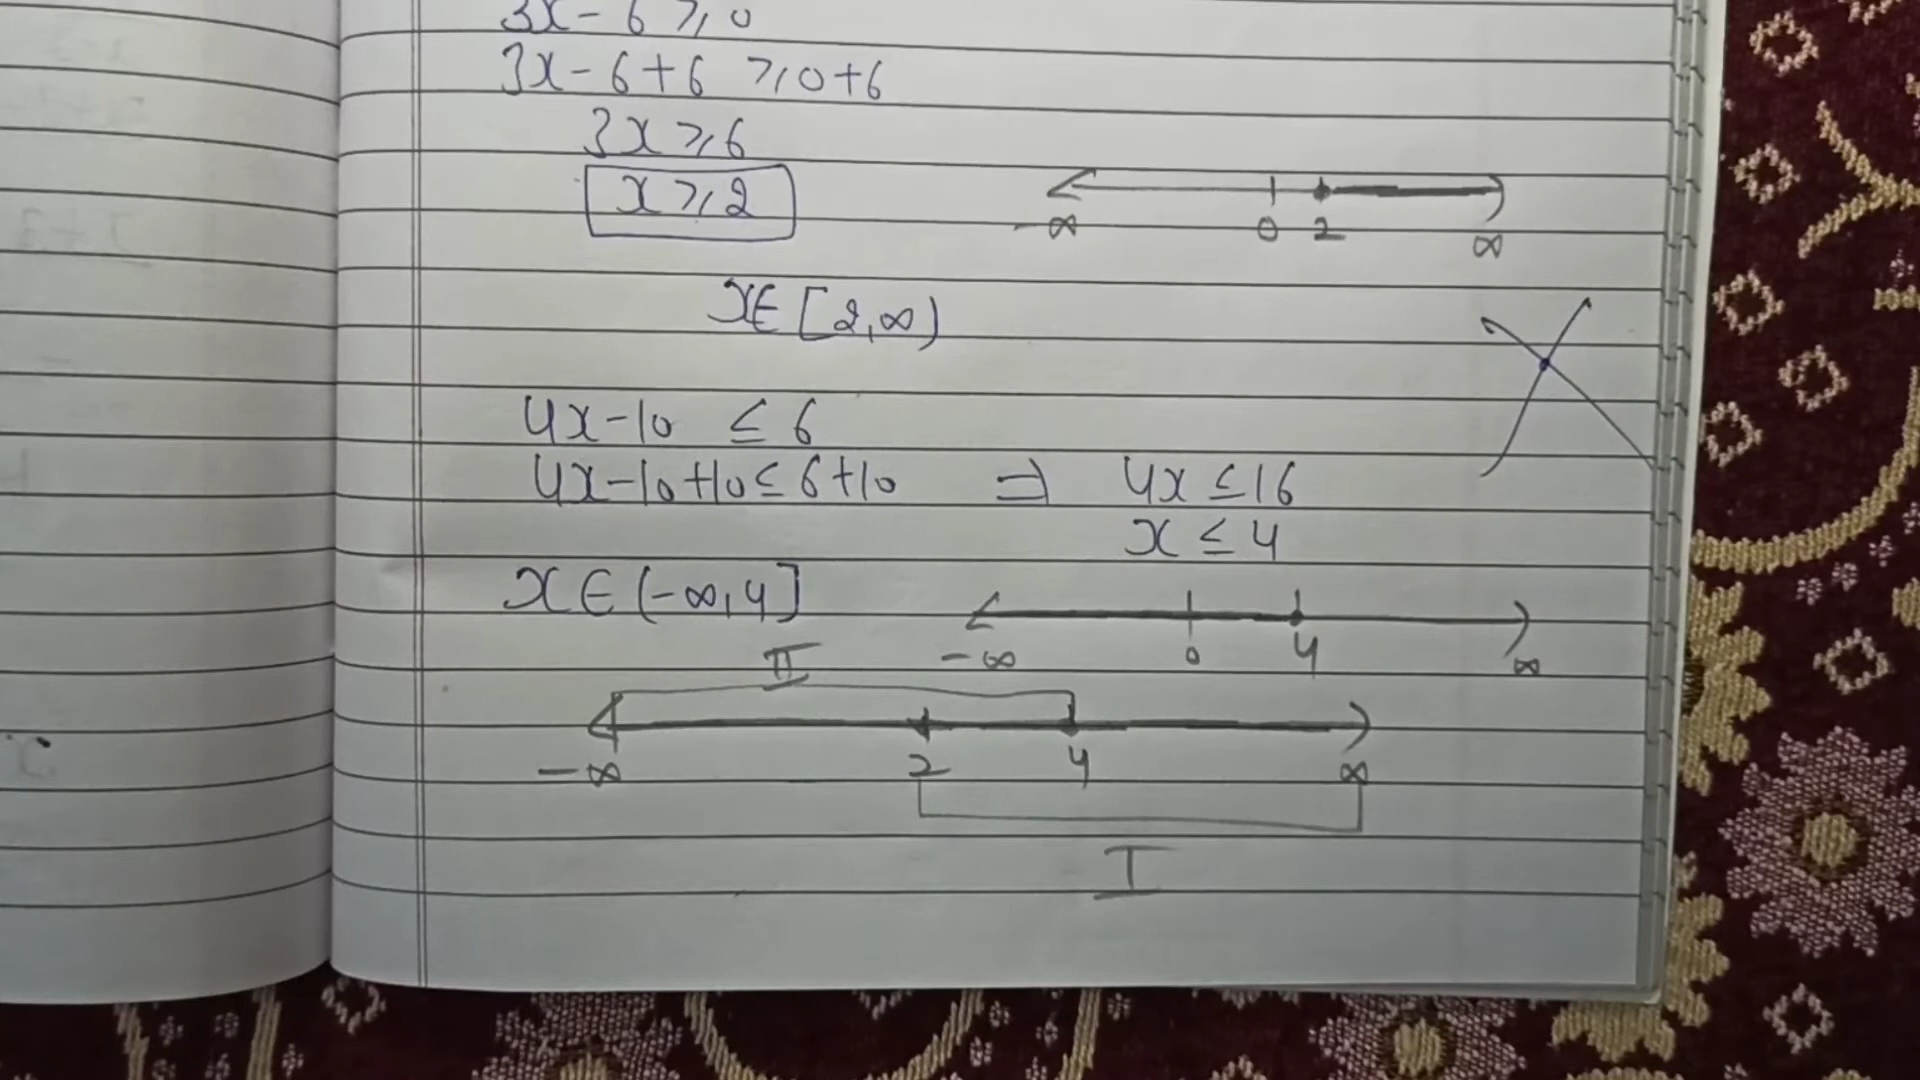 3x - 6 ≥ 0
3x - 6 + 6 ≥ 0 + 6
3x ≥ 6
x ≥ 2
-∞ 0 2 ∞
x∈ [2, ∞)
4x - 10 ≤ 6
4x - 10 + 10 ≤ 6 + 10 ⇒ 4x ≤ 16
x ≤ 4
x ∈ (-∞, 4]
-∞ 0 4 ∞
II
-∞ 2 4 ∞
I